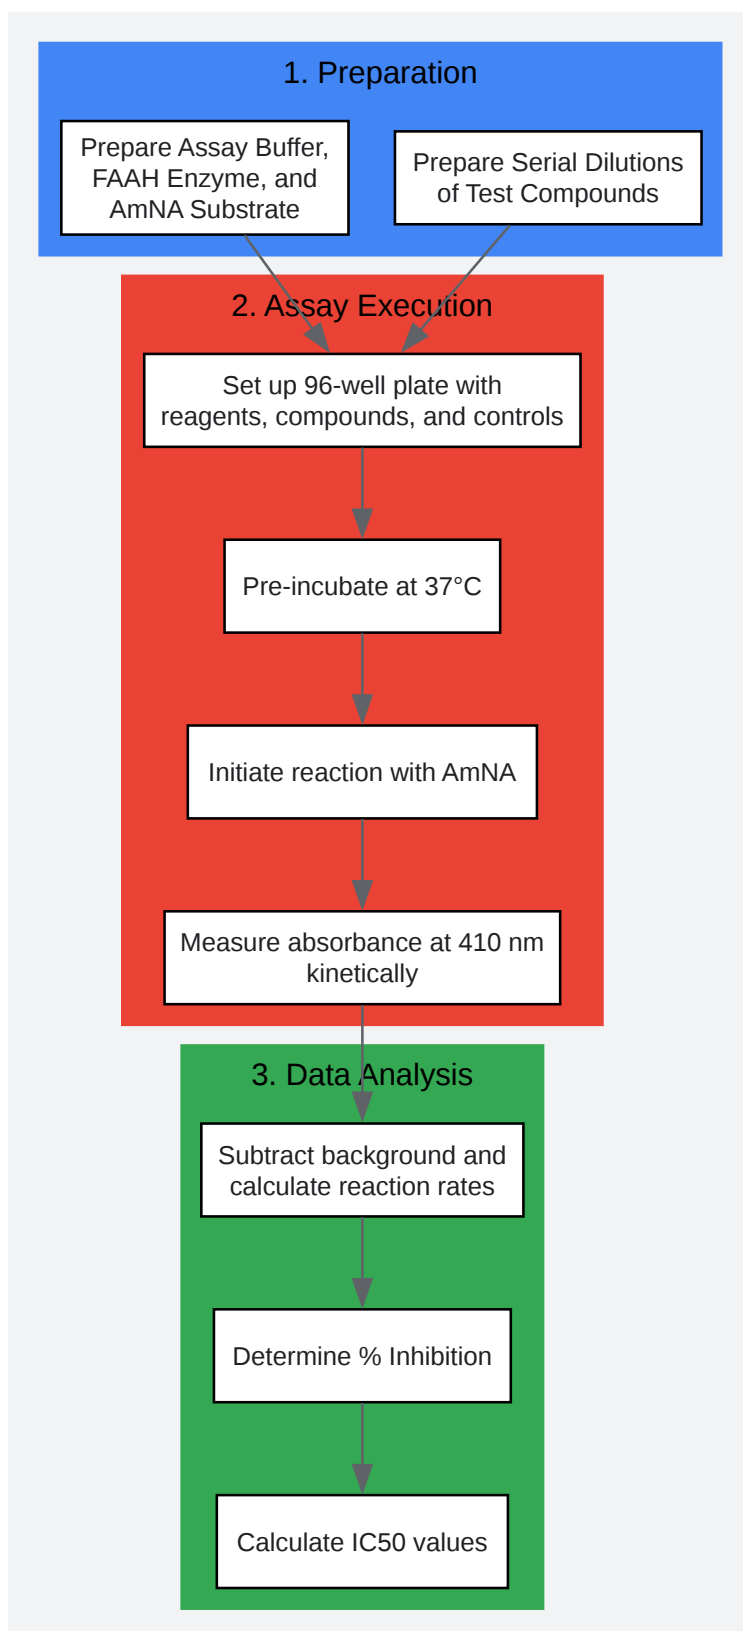 1. Preparation
Prepare Assay Buffer,
FAAH Enzyme, and
AmNA Substrate
Prepare Serial Dilutions
of Test Compounds
2. Assay Execution
Set up 96-well plate with
reagents, compounds, and controls
Pre-incubate at 37°C
Initiate reaction with AmNA
Measure absorbance at 410 nm
kinetically
3. Data Analysis
Subtract background and
calculate reaction rates
Determine % Inhibition
Calculate IC50 values